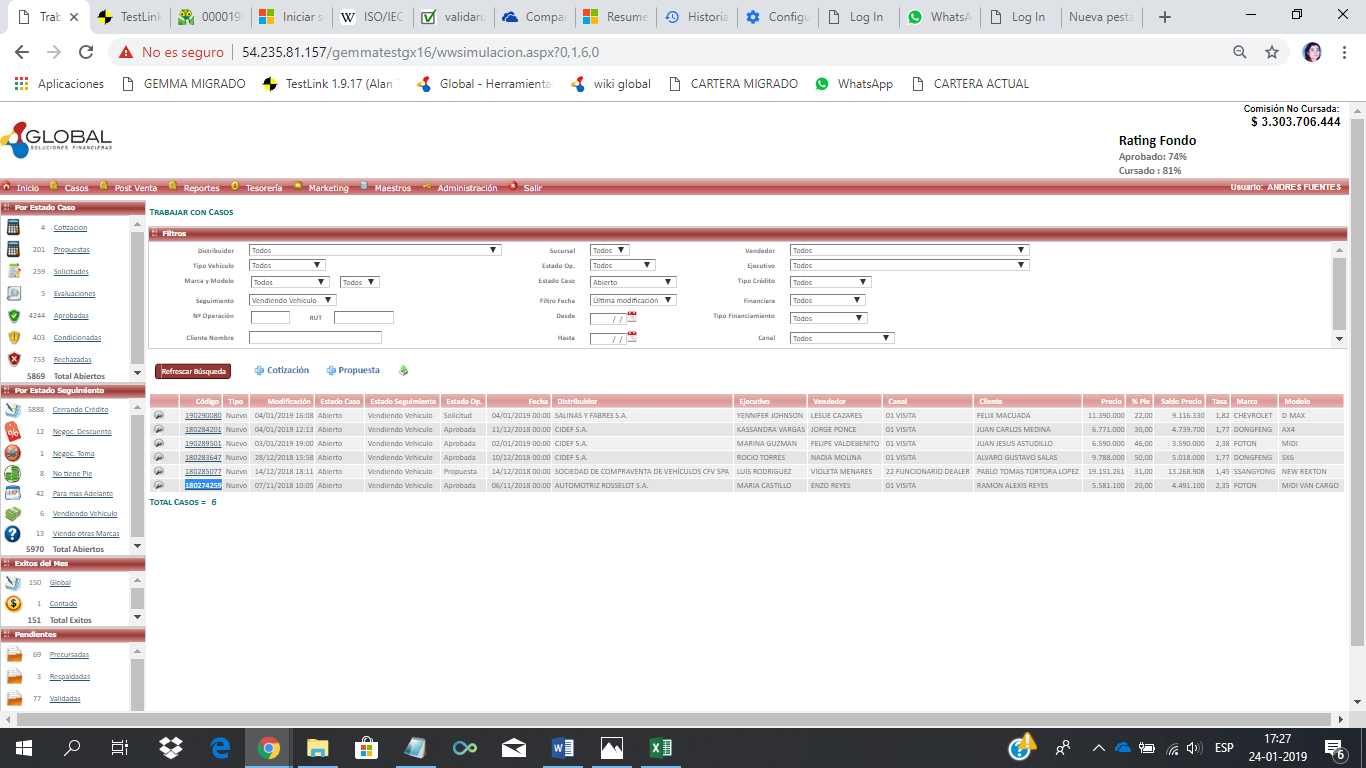 Trab
TestLink
000019
Iniciar s
ISO/IEC
validaru
Compar
Resume
Historia
Configu
Log In
WhatsA
Log In
Nueva pesta
No es seguro
54.235.81.157/gemmatestgx16/wwsimulacion.aspx?0,1,6,0
Aplicaciones
GEMMA MIGRADO
TestLink 1.9.17 (Alan
Global - Herramienta
wiki global
CARTERA MIGRADO
WhatsApp
CARTERA ACTUAL
Comisión No Cursada:
$ 3.303.706.444
GLOBAL
SOLUCIONES FINANCIERAS
Rating Fondo
Aprobado: 74%
Cursado : 81%
Inicio Casos Post Venta Reportes Tesorería Marketing Maestros Administración Salir
Usuario: ANDRES FUENTES
Por Estado Caso
4 Cotizacion
201 Propuestas
259 Solicitudes
5 Evaluaciones
4244 Aprobadas
403 Condicionadas
753 Rechazadas
5869 Total Abiertos
Por Estado Seguimiento
5888 Cerrando Crédito
12 Negoc. Descuento
1 Negoc. Toma
8 No tiene Pie
42 Para mas Adelante
6 Vendiendo Vehiculo
13 Viendo otras Marcas
5970 Total Abiertos
Exitos del Mes
150 Global
1 Contado
151 Total Exitos
Pendientes
69 Precursadas
3 Respaldadas
77 Validadas
TRABAJAR CON CASOS
Filtros
Distribuidor Todos Sucursal Todos Vendedor Todos
Tipo Vehículo Todos Estado Op. Todos Ejecutivo Todos
Marca y Modelo Todos Todos Estado Caso Abierto Tipo Crédito Todos
Seguimiento Vendiendo Vehiculo Filtro Fecha Última modificación Financiera Todos
Nº Operación RUT Desde / / Tipo Financiamiento Todos
Cliente Nombre Hasta / / Canal Todos
Refrescar Búsqueda Cotización Propuesta
Código Tipo Modificación Estado Caso Estado Seguimiento Estado Op. Fecha Distribuidor Ejecutivo Vendedor Canal Cliente Precio % Pie Saldo Precio Tasa Marca Modelo
190290080 Nuevo 04/01/2019 16:08 Abierto Vendiendo Vehiculo Solicitud 04/01/2019 00:00 SALINAS Y FABRES S.A. YENNIFER JOHNSON LESLIE CAZARES 01 VISITA FELIX MACUADA 11.390.000 22,00 9.116.330 1,82 CHEVROLET D MAX
180284201 Nuevo 04/01/2019 12:13 Abierto Vendiendo Vehiculo Aprobada 11/12/2018 00:00 CIDEF S.A. KASSANDRA VARGAS JORGE PONCE 01 VISITA JUAN CARLOS MEDINA 6.771.000 30,00 4.739.700 1,77 DONGFENG AX4
190289501 Nuevo 03/01/2019 19:00 Abierto Vendiendo Vehiculo Aprobada 02/01/2019 00:00 CIDEF S.A. MARINA GUZMAN FELIPE VALDEBENITO 01 VISITA JUAN JESUS ASTUDILLO 6.590.000 46,00 3.590.000 2,38 FOTON MIDI
180283647 Nuevo 28/12/2018 15:58 Abierto Vendiendo Vehiculo Aprobada 10/12/2018 00:00 CIDEF S.A. ROCIO TORRES NADIA MOLINA 01 VISITA ALVARO GUSTAVO SALAS 9.788.000 50,00 5.018.000 1,77 DONGFENG SX6
180285077 Nuevo 14/12/2018 18:11 Abierto Vendiendo Vehiculo Propuesta 14/12/2018 00:00 SOCIEDAD DE COMPRAVENTA DE VEHÍCULOS CFV SPA LUIS RODRIGUEZ VIOLETA MENARES 22 FUNCIONARIO DEALER PABLO TOMAS TORTORA LOPEZ 19.151.261 31,00 13.268.908 1,45 SSANGYONG NEW REXTON
180274259 Nuevo 07/11/2018 10:05 Abierto Vendiendo Vehiculo Aprobada 06/11/2018 00:00 AUTOMOTRIZ ROSSELOT S.A. MARIA CASTILLO ENZO REYES 01 VISITA RAMON ALEXIS REYES 5.581.100 20,00 4.491.100 2,35 FOTON MIDI VAN CARGO
TOTAL CASOS = 6
ESP
17:27
24-01-2019
6